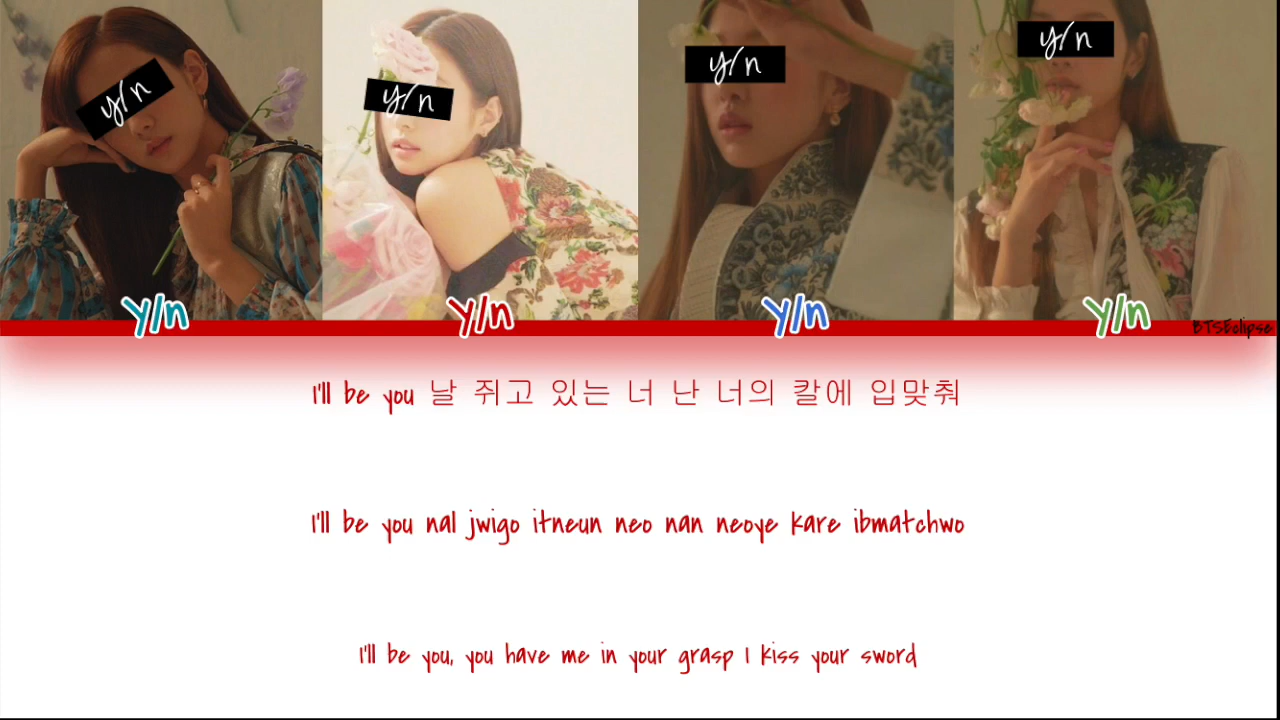 y/n
y/n
y/n
y/n
y/n
y/n
y/n
y/n
BTSEclipse
I'll be you 날 쥐고 있는 너 난 너의 칼에 입맞춰
I'll be you nal jwigo itneun neo nan neoye kare ibmatchwo
I'll be you, you have me in your grasp I kiss your sword